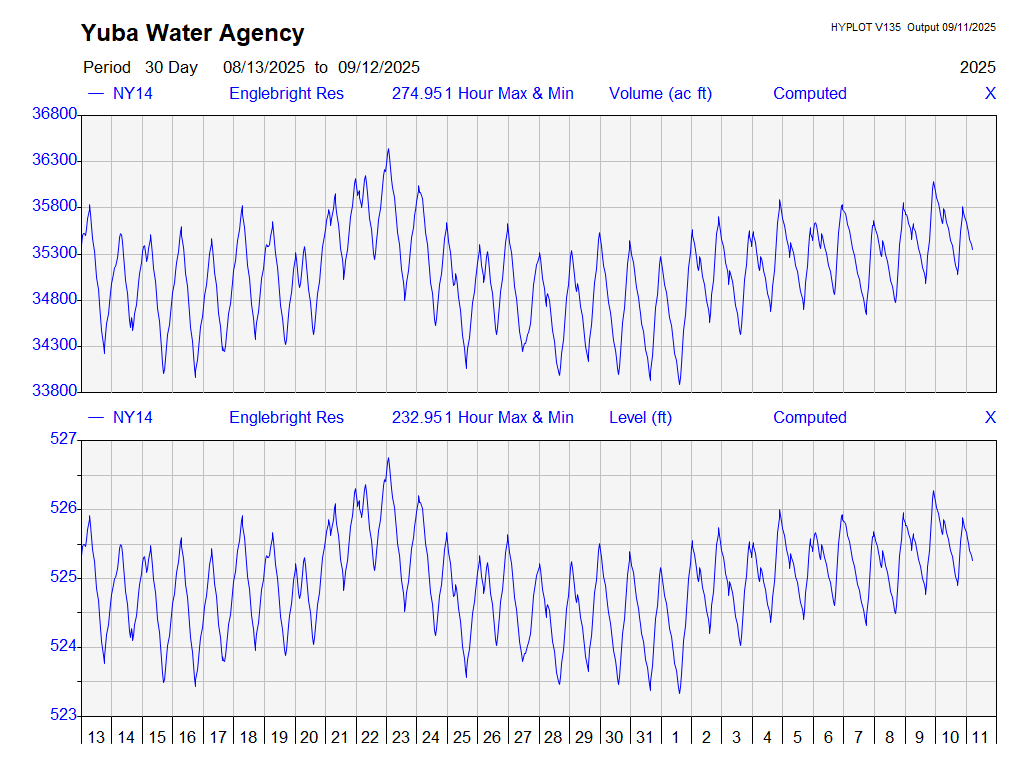 Yuba Water Agency
HYPLOT V135 Output 09/11/2025
Period 30 Day 08/13/2025 to 09/12/2025 2025
NY14 Englebright Res 274.951 Hour Max & Min Volume (ac ft) Computed X
36800
36300
35800
35300
34800
34300
33800
NY14 Englebright Res 232.951 Hour Max & Min Level (ft) Computed X
527
526
525
524
523
13 14 15 16 17 18 19 20 21 22 23 24 25 26 27 28 29 30 31 1 2 3 4 5 6 7 8 9 10 11